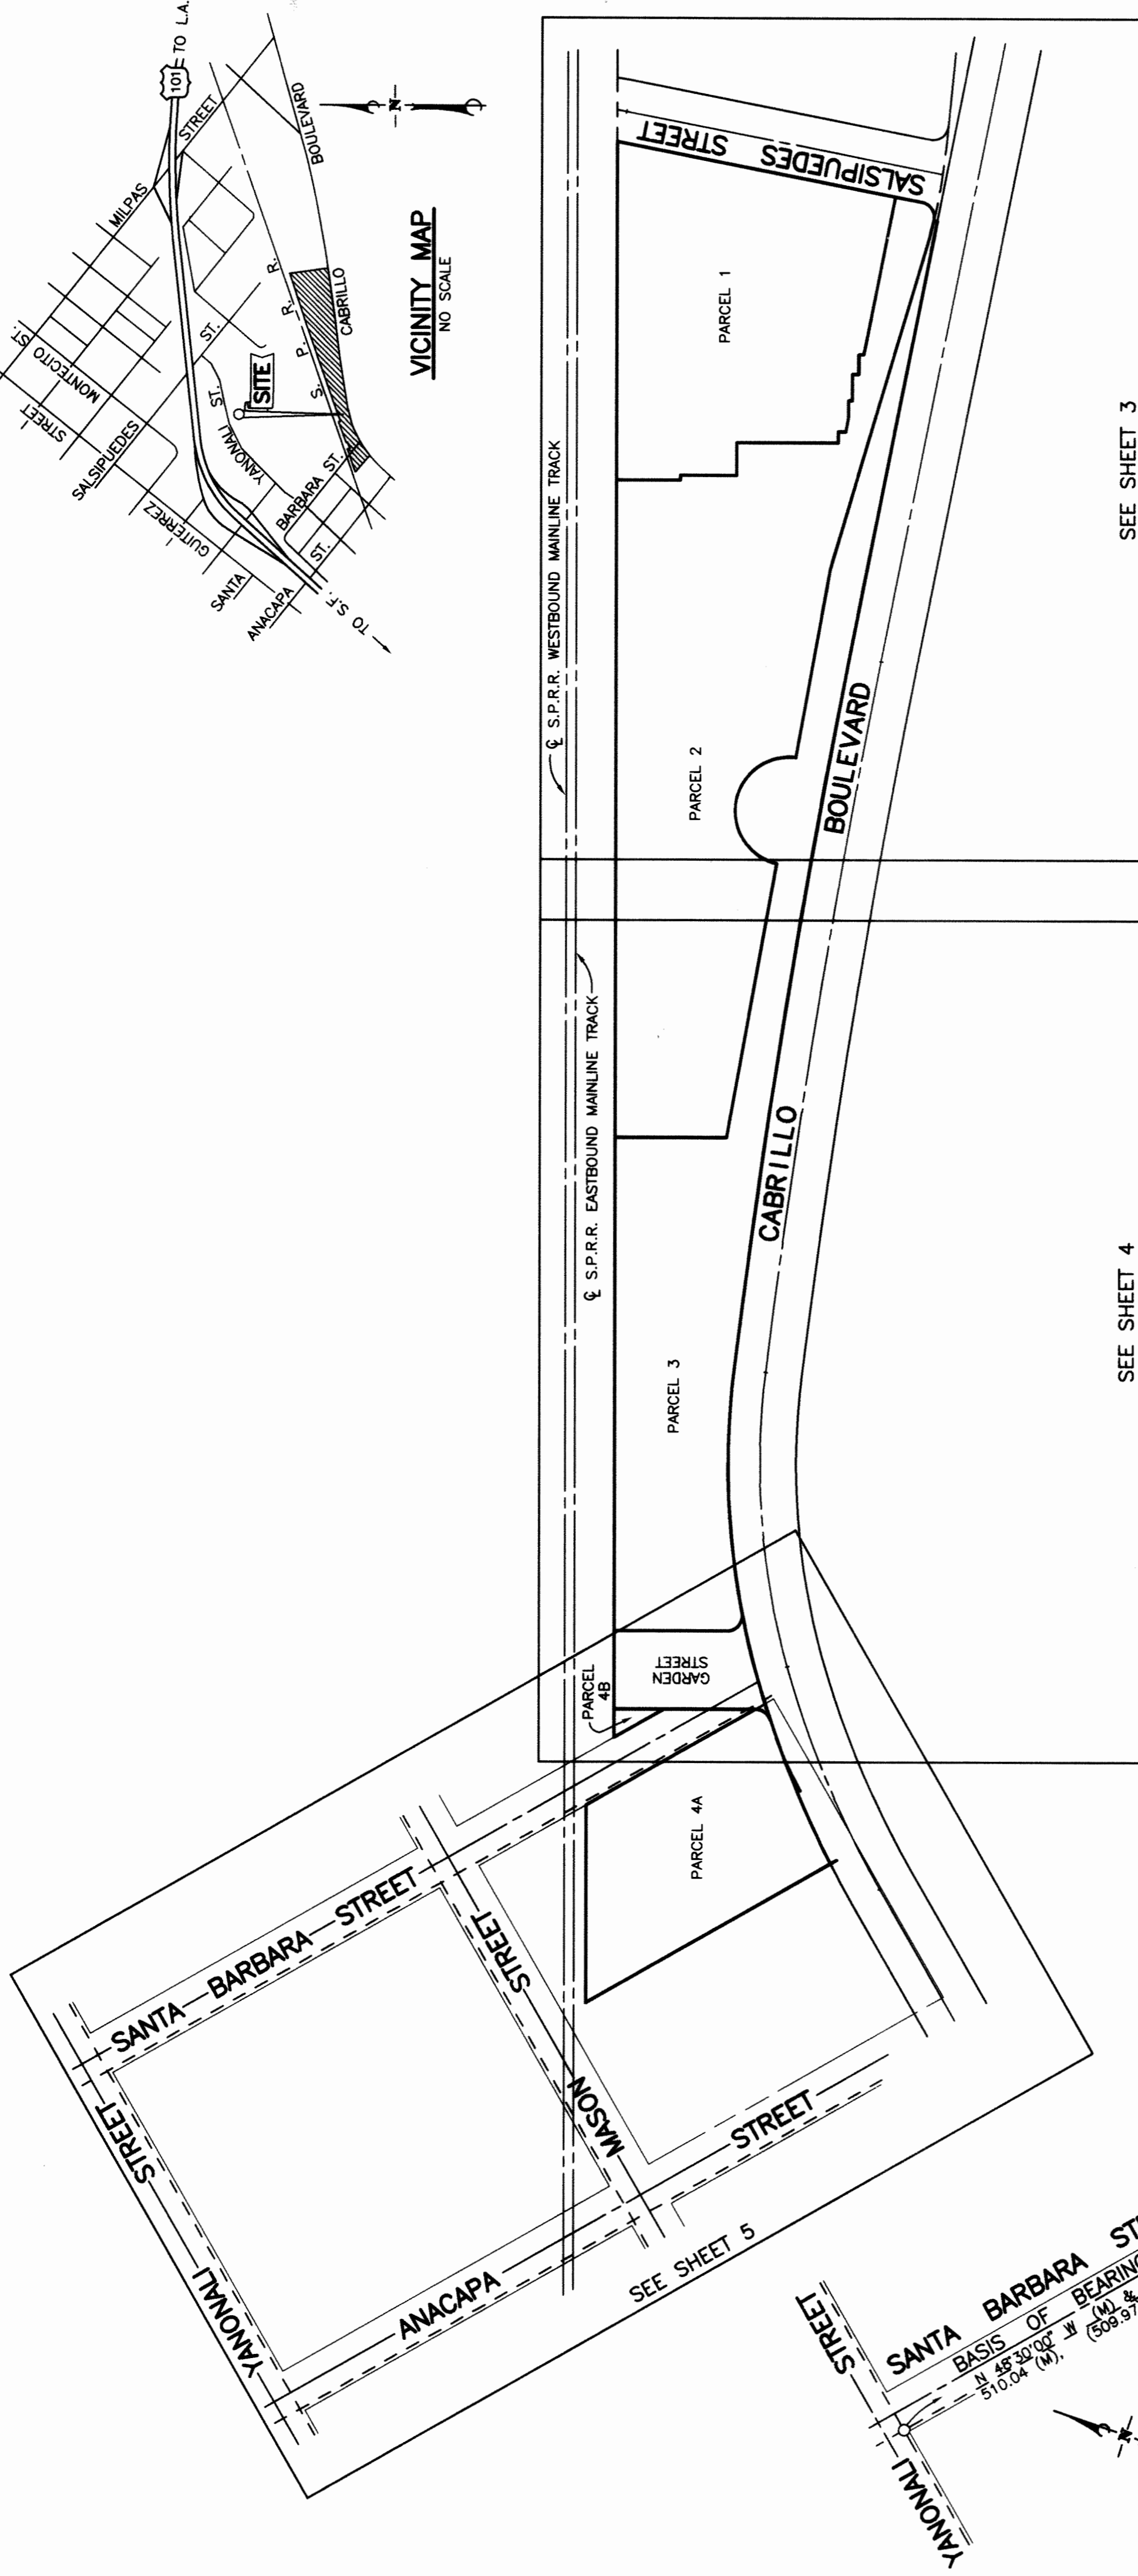 101
TO L.A.
MILPAS
STREET
BOULEVARD
MONTECITO
ST.
STREET
SALSIPUEDES
ST.
GUTIERREZ
YANONALI
ST.
SITE
S. P. R. R.
CABRILLO
SANTA
BARBARA
ST.
ANACAPA
ST.
TO S.F.
N
VICINITY MAP
NO SCALE
℄ S.P.R.R. WESTBOUND MAINLINE TRACK
℄ S.P.R.R. EASTBOUND MAINLINE TRACK
SALSIPUEDES STREET
PARCEL 1
PARCEL 2
PARCEL 3
CABRILLO BOULEVARD
GARDEN
STREET
PARCEL
4B
PARCEL 4A
SANTA BARBARA STREET
MASON STREET
YANONALI STREET
ANACAPA STREET
SEE SHEET 3
SEE SHEET 4
SEE SHEET 5
YANONALI STREET
SANTA BARBARA
BASIS OF BEARING
N 48°30'00" W (M) &
510.04 (M),
(509.97
N